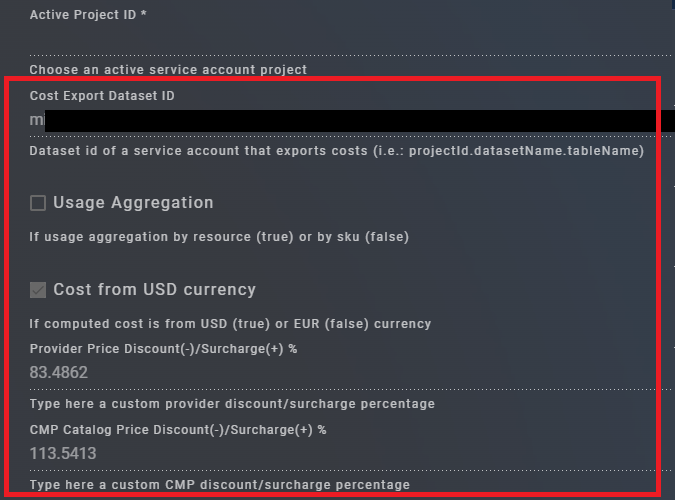 Active Project ID *
Choose an active service account project
Cost Export Dataset ID
Dataset id of a service account that exports costs (i.e.: projectId.datasetName.tableName)
Usage Aggregation
If usage aggregation by resource (true) or by sku (false)
Cost from USD currency
If computed cost is from USD (true) or EUR (false) currency
Provider Price Discount(-)/Surcharge(+) %
83.4862
Type here a custom provider discount/surcharge percentage
CMP Catalog Price Discount(-)/Surcharge(+) %
113.5413
Type here a custom CMP discount/surcharge percentage